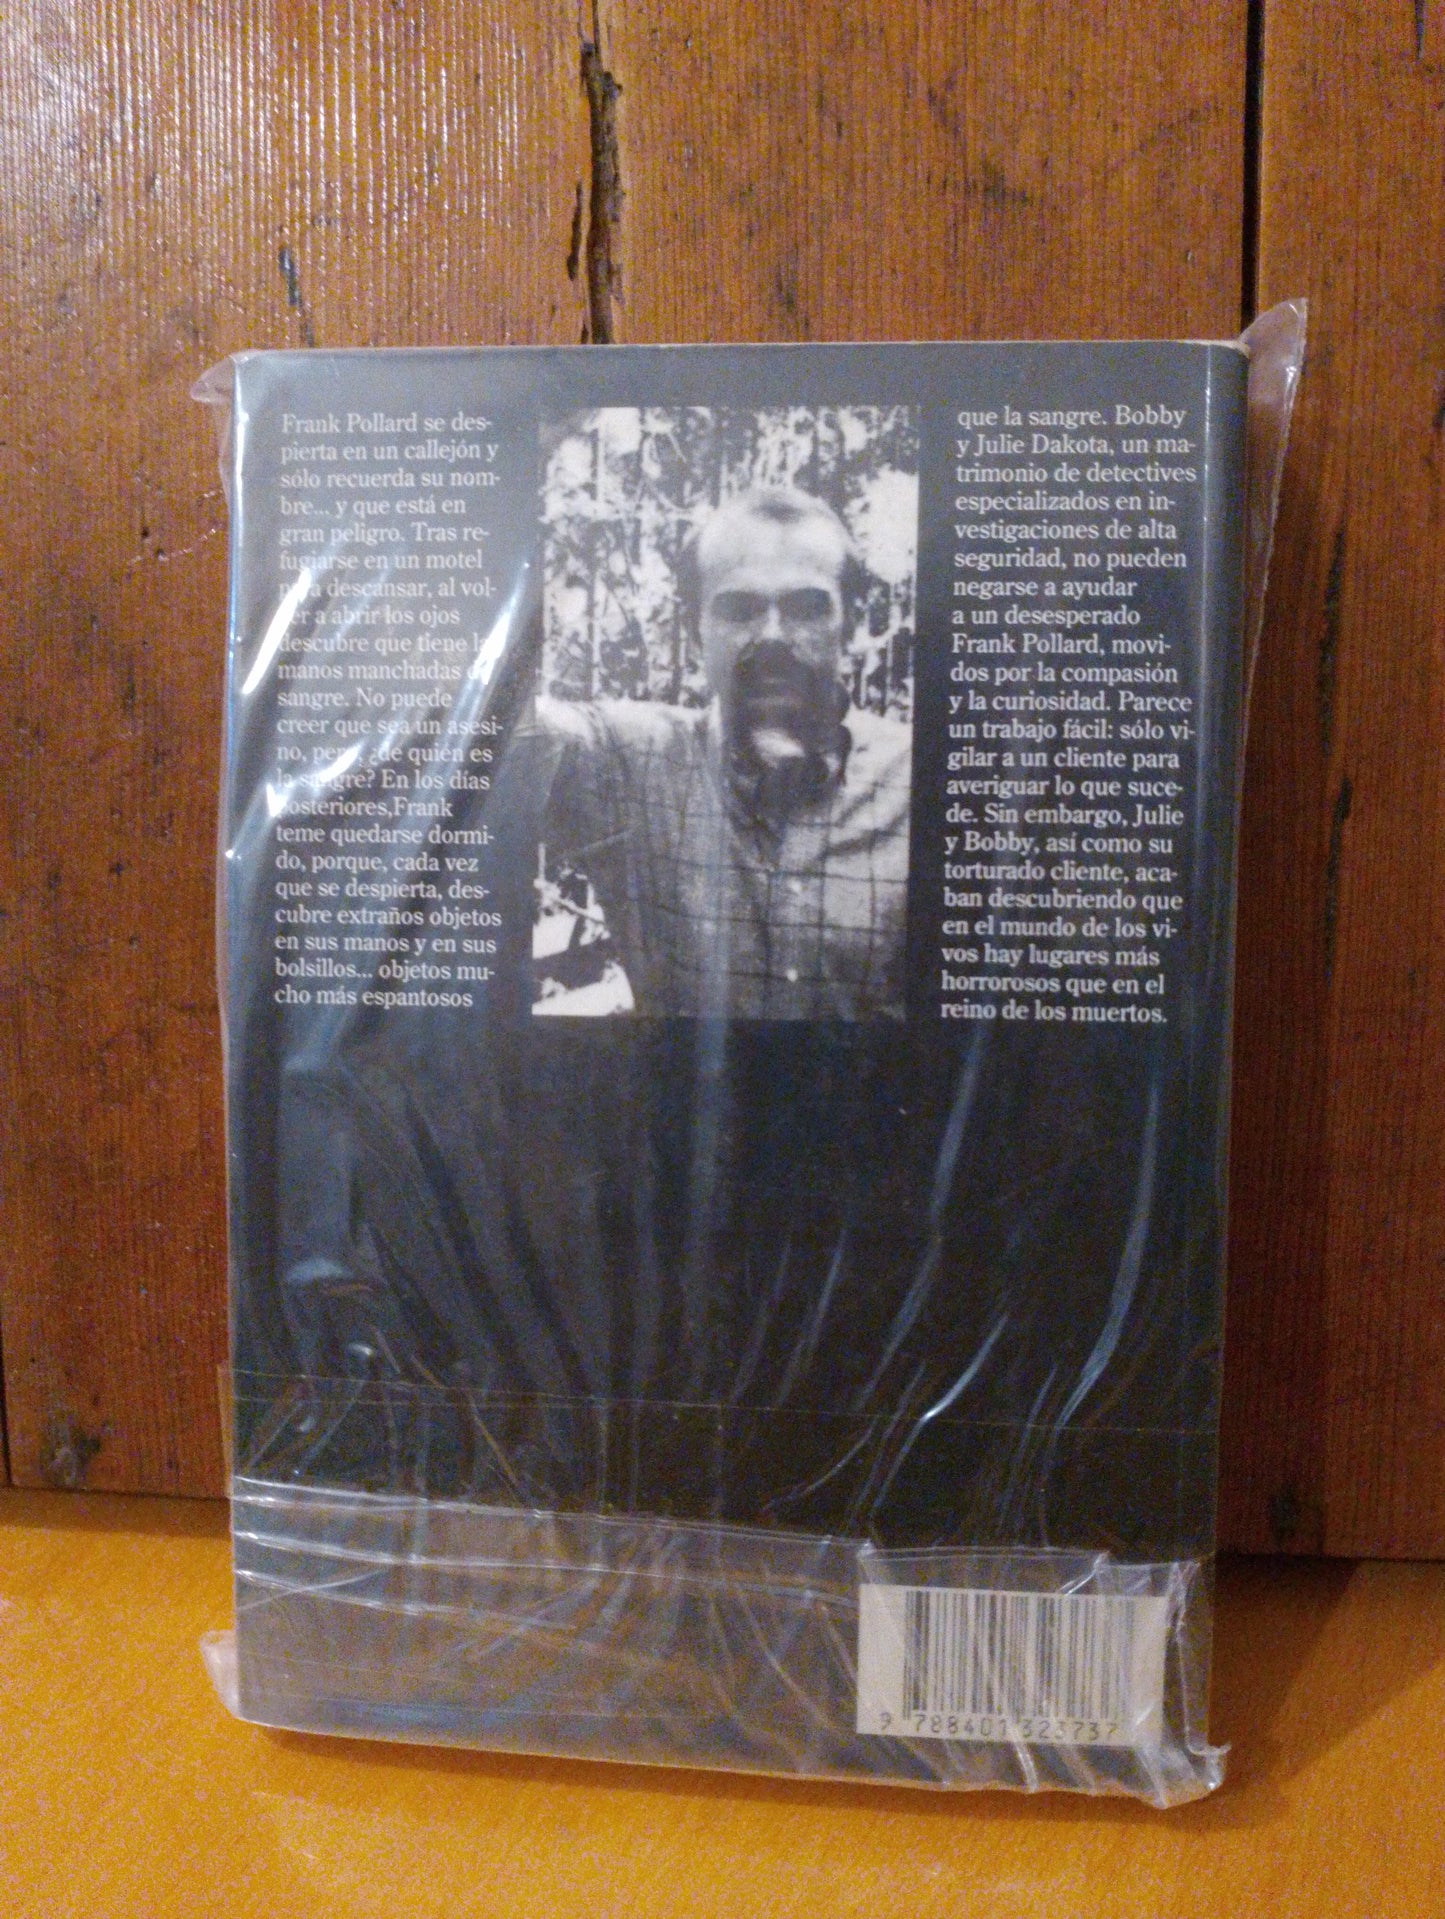 Frank Pollard se des-
pierta en un callejón y
sólo recuerda su nom-
bre... y que está en
gran peligro. Tras re-
fugiarse en un motel
para descansar, al vol-
ver a abrir los ojos
descubre que tiene las
manos manchadas de
sangre. No puede
creer que sea un asesi-
no, pero, ¿de quién es
la sangre? En los días
posteriores,Frank
teme quedarse dormi-
do, porque, cada vez
que se despierta, des-
cubre extraños objetos
en sus manos y en sus
bolsillos... objetos mu-
cho más espantosos
que la sangre. Bobby
y Julie Dakota, un ma-
trimonio de detectives
especializados en in-
vestigaciones de alta
seguridad, no pueden
negarse a ayudar
a un desesperado
Frank Pollard, movi-
dos por la compasión
y la curiosidad. Parece
un trabajo fácil: sólo vi-
gilar a un cliente para
averiguar lo que suce-
de. Sin embargo, Julie
y Bobby, así como su
torturado cliente, aca-
ban descubriendo que
en el mundo de los vi-
vos hay lugares más
horrorosos que en el
reino de los muertos.
9 788401 323737